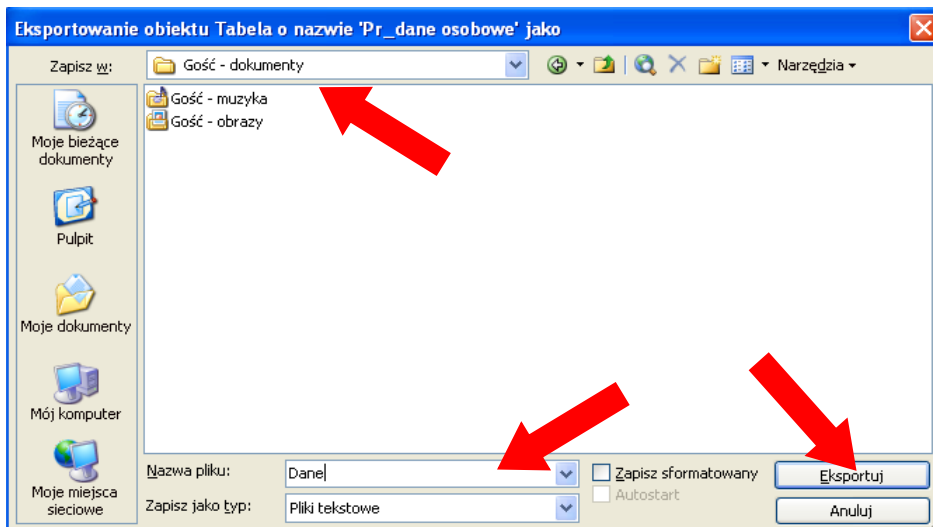 Eksportowanie obiektu Tabela o nazwie 'Pr_dane osobowe' jako
Zapisz w:
Gość - dokumenty
Narzędzia
Gość - muzyka
Gość - obrazy
Moje bieżące
dokumenty
Pulpit
Moje dokumenty
Mój komputer
Moje miejsca
sieciowe
Nazwa pliku:
Dane
Zapisz sformatowany
Eksportuj
Zapisz jako typ:
Pliki tekstowe
Autostart
Anuluj